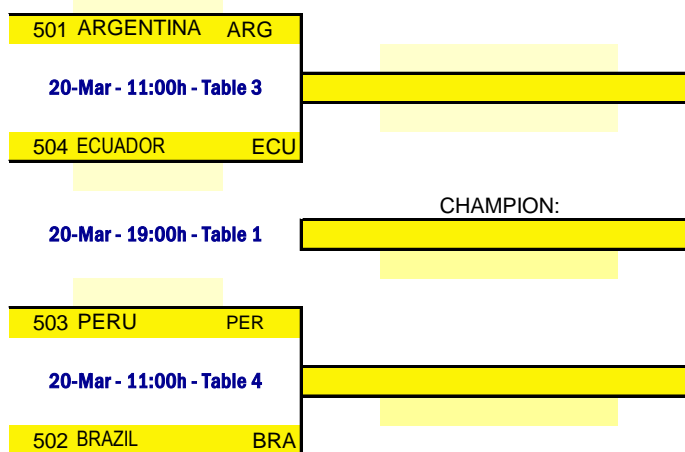 501 ARGENTINA ARG
20-Mar - 11:00h - Table 3
504 ECUADOR ECU
CHAMPION:
20-Mar - 19:00h - Table 1
503 PERU PER
20-Mar - 11:00h - Table 4
502 BRAZIL BRA